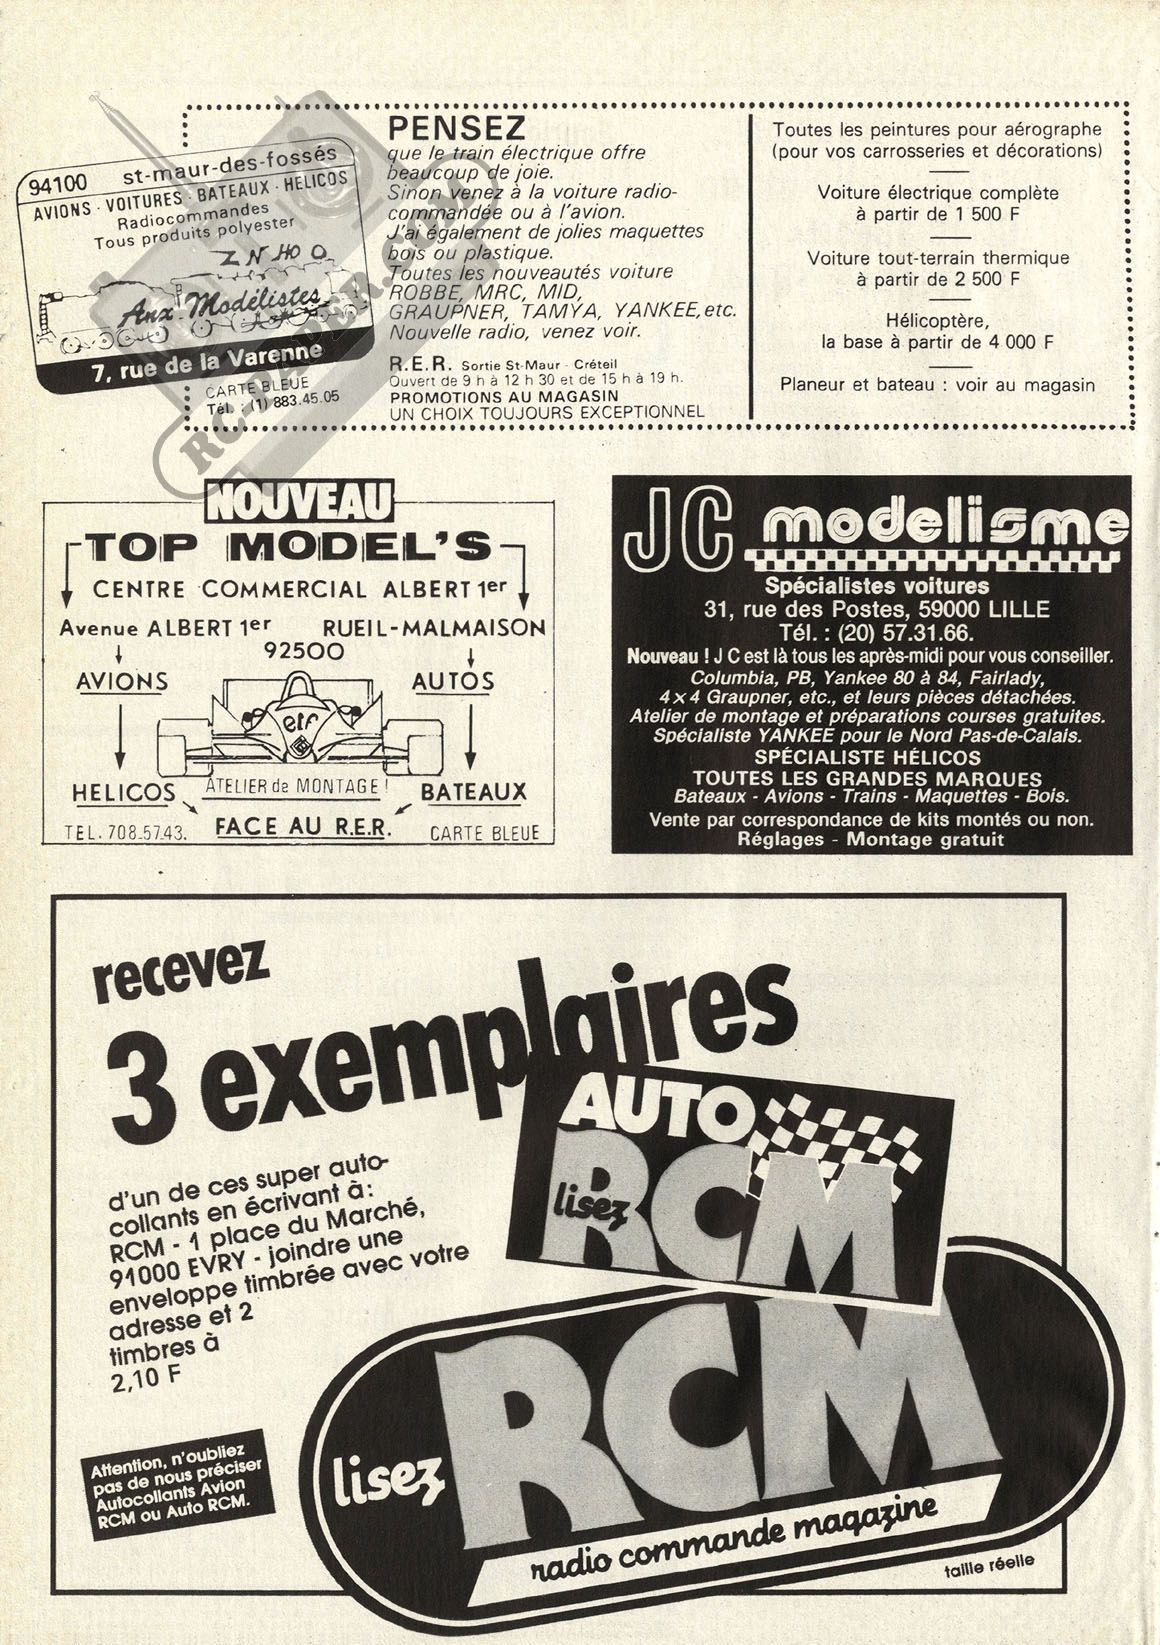 94100 st-maur-des-fossés
AVIONS - VOITURES - BATEAUX - HELICOS
Radiocommandes
Tous produits polyester
Z N HO O
Aux Modélistes
7, rue de la Varenne
CARTE BLEUE
Tél. : (1) 883.45.05
PENSEZ
que le train électrique offre
beaucoup de joie.
Sinon venez à la voiture radio-
commandée ou à l'avion.
J'ai également de jolies maquettes
bois ou plastique.
Toutes les nouveautés voiture
ROBBE, MRC, MID,
GRAUPNER, TAMYA, YANKEE, etc.
Nouvelle radio, venez voir.
R.E.R. Sortie St-Maur - Créteil
Ouvert de 9 h à 12 h 30 et de 15 h à 19 h.
PROMOTIONS AU MAGASIN
UN CHOIX TOUJOURS EXCEPTIONNEL
Toutes les peintures pour aérographe
(pour vos carrosseries et décorations)
Voiture électrique complète
à partir de 1 500 F
Voiture tout-terrain thermique
à partir de 2 500 F
Hélicoptère,
la base à partir de 4 000 F
Planeur et bateau : voir au magasin
RC-PAPER.COM
NOUVEAU
TOP MODEL'S
CENTRE COMMERCIAL ALBERT 1er
Avenue ALBERT 1er RUEIL-MALMAISON
92500
AVIONS AUTOS
elf
HELICOS ATELIER de MONTAGE! BATEAUX
FACE AU R.E.R.
TEL. 708.57.43. CARTE BLEUE
JC modelisme
Spécialistes voitures
31, rue des Postes, 59000 LILLE
Tél. : (20) 57.31.66.
Nouveau ! J C est là tous les après-midi pour vous conseiller.
Columbia, PB, Yankee 80 à 84, Fairlady,
4 × 4 Graupner, etc., et leurs pièces détachées.
Atelier de montage et préparations courses gratuites.
Spécialiste YANKEE pour le Nord Pas-de-Calais.
SPÉCIALISTE HÉLICOS
TOUTES LES GRANDES MARQUES
Bateaux - Avions - Trains - Maquettes - Bois.
Vente par correspondance de kits montés ou non.
Réglages - Montage gratuit
recevez
3 exemplaires
d'un de ces super auto-
collants en écrivant à :
RCM - 1 place du Marché,
91000 EVRY - joindre une
enveloppe timbrée avec votre
adresse et 2
timbres à
2,10 F
AUTO
lisez RCM
Attention, n'oubliez
pas de nous préciser
Autocollants Avion
RCM ou Auto RCM.
lisez RCM
radio commande magazine
taille réelle